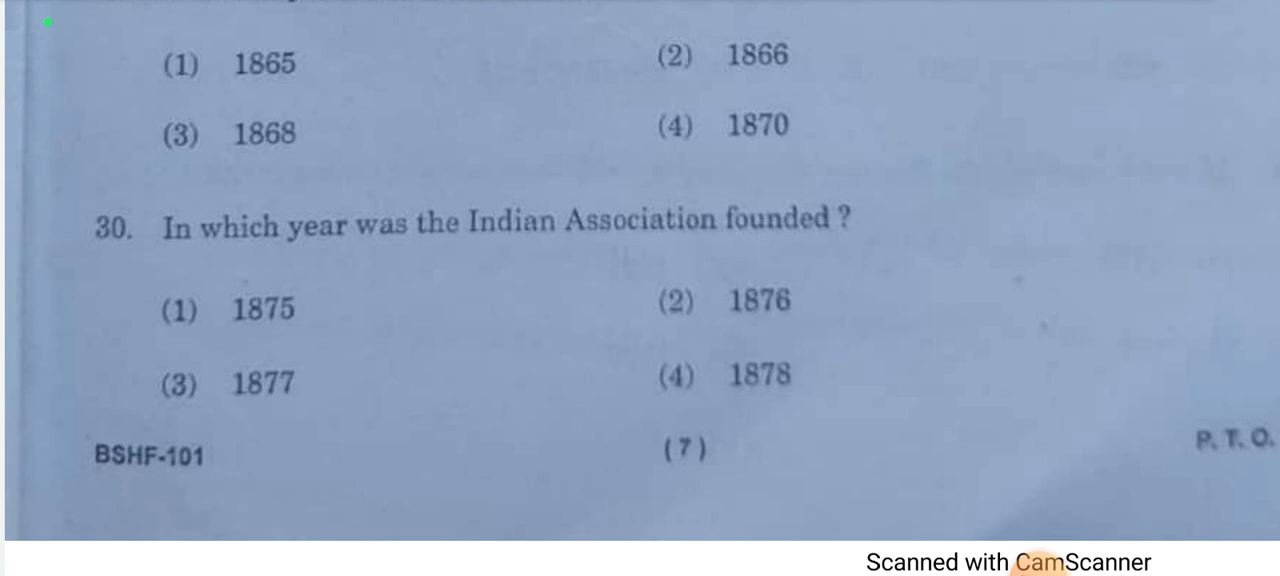 (1) 1865 (2) 1866
(3) 1868 (4) 1870
30. In which year was the Indian Association founded ?
(1) 1875 (2) 1876
(3) 1877 (4) 1878
BSHF-101 (7) P. T. O.
Scanned with CamScanner